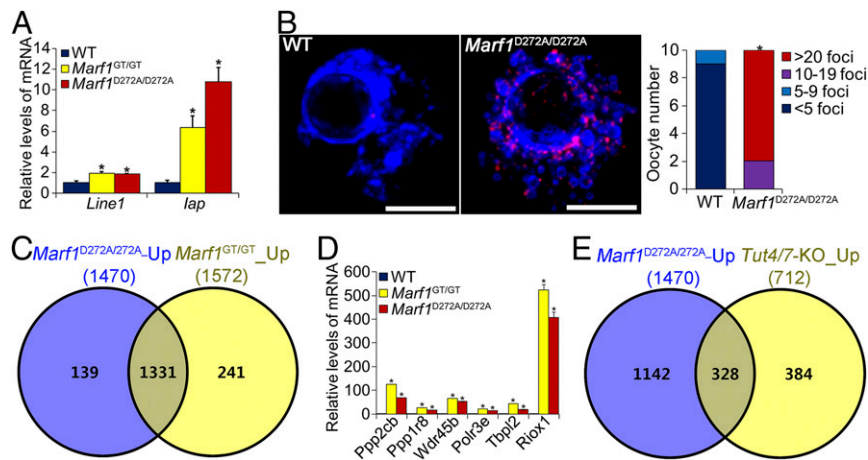 A
Relative levels of mRNA
14
12
10
8
6
4
2
0
WT
Marf1GT/GT
Marf1D272A/D272A
*
*
*
*
Line1
Iap
B
WT
Marf1D272A/D272A
Oocyte number
10
8
6
4
2
0
*
>20 foci
10-19 foci
5-9 foci
<5 foci
WT
Marf1D272A/D272A
C
Marf1D272A/272A_Up
(1470)
Marf1GT/GT_Up
(1572)
139
1331
241
D
Relative levels of mRNA
600
500
400
300
200
100
0
WT
Marf1GT/GT
Marf1D272A/D272A
*
*
*
*
*
*
*
*
*
*
*
*
Ppp2cb
Ppp1r8
Wdr45b
Polr3e
Tbpl2
Riox1
E
Marf1D272A/272A_Up
(1470)
Tut4/7-KO_Up
(712)
1142
328
384